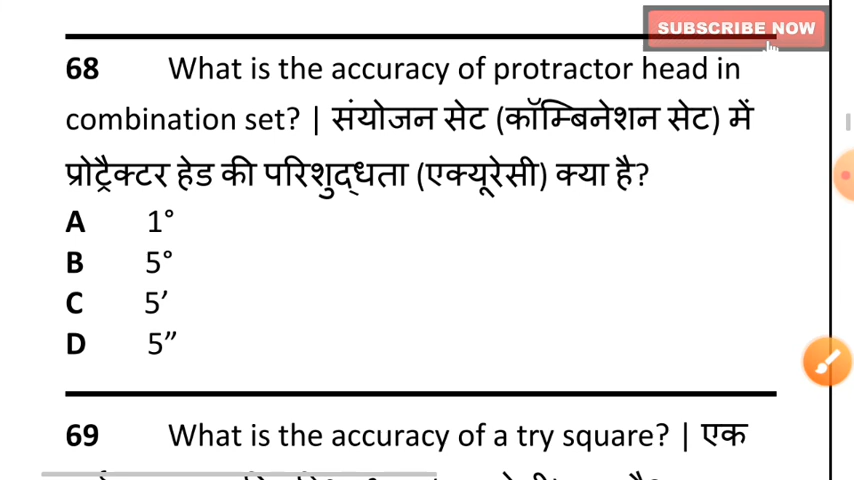 SUBSCRIBE NOW
68 What is the accuracy of protractor head in
combination set? | संयोजन सेट (कॉम्बिनेशन सेट) में
प्रोट्रैक्टर हेड की परिशुद्धता (एक्यूरेसी) क्या है?
A 1°
B 5°
C 5′
D 5”
69 What is the accuracy of a try square? | एक